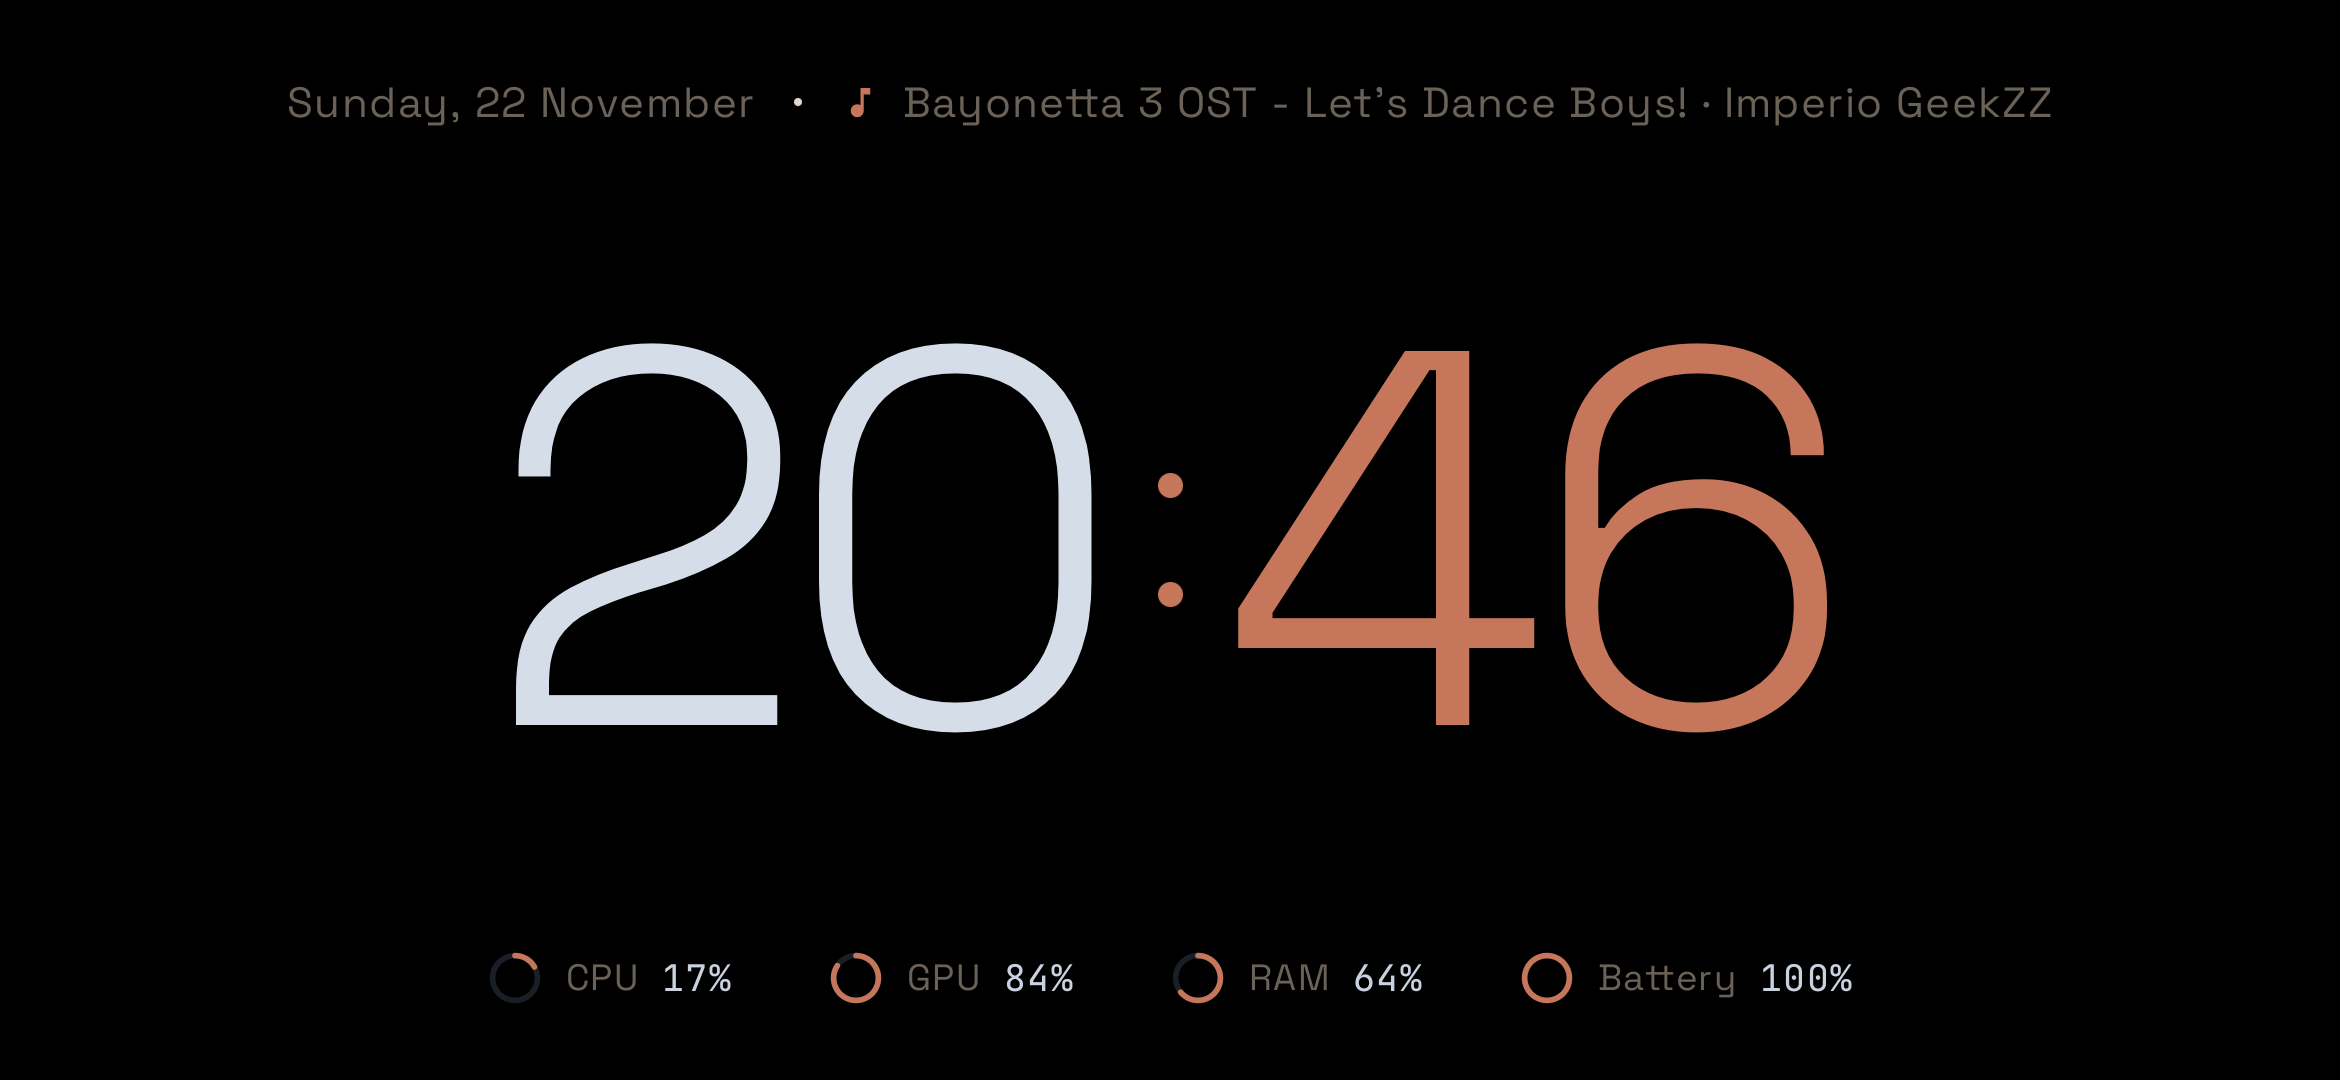 Sunday, 22 November • Bayonetta 3 OST - Let's Dance Boys! · Imperio GeekZZ
20:46
CPU 17% GPU 84% RAM 64% Battery 100%